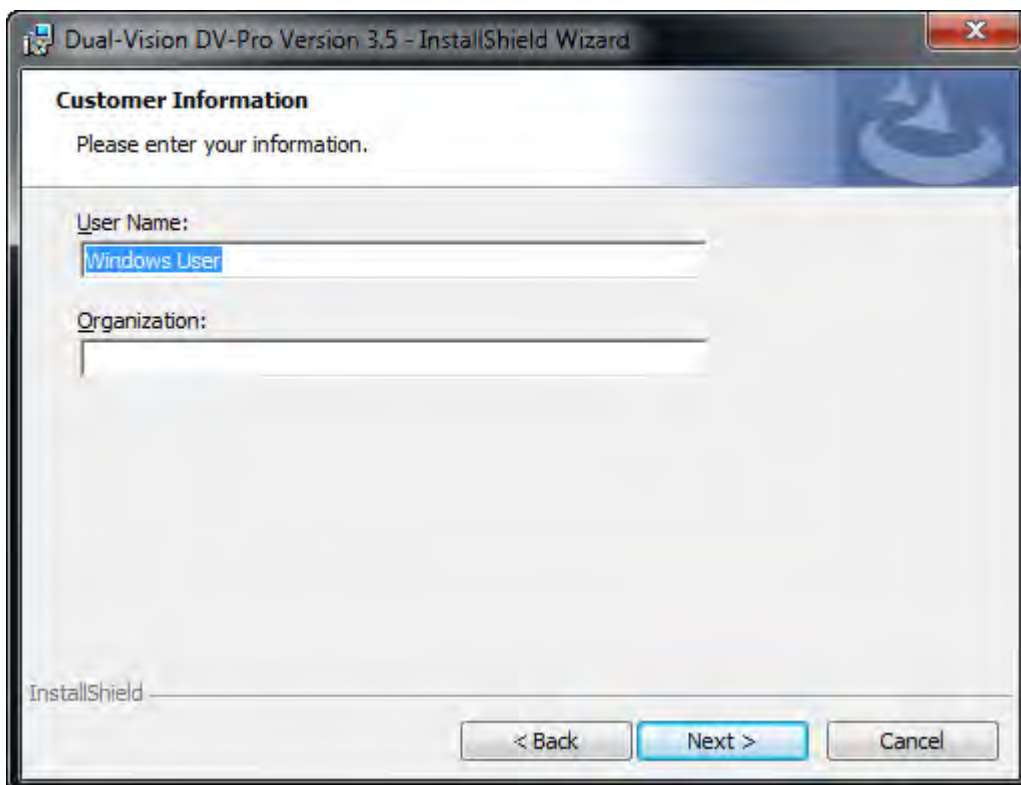 Dual-Vision DV-Pro Version 3.5 - InstallShield Wizard
Customer Information
Please enter your information.
User Name:
Windows User
Organization:
InstallShield
< Back Next > Cancel